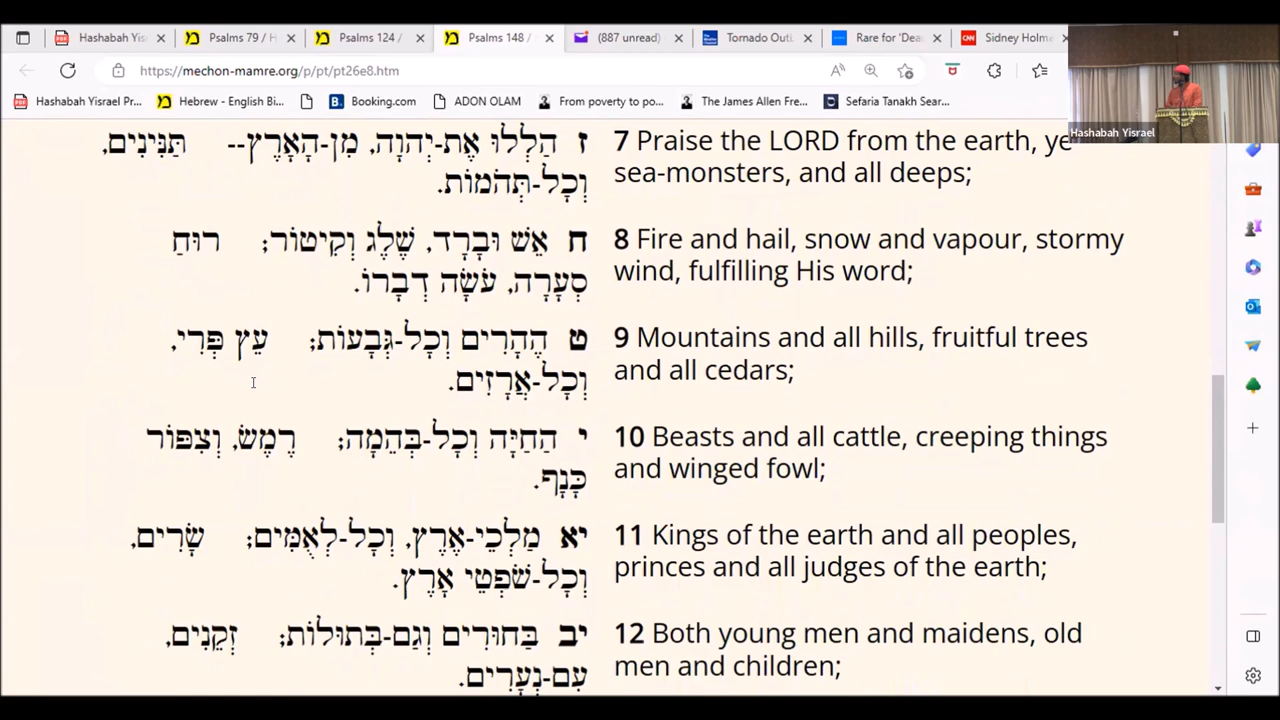 Hashabah Yis
Psalms 79 / H
Psalms 124 /
Psalms 148 /
(887 unread) -
Tornado Outl
Rare for 'Dea
Sidney Holm
https://mechon-mamre.org/p/pt/pt26e8.htm
Hashabah Yisrael Pr...
Hebrew - English Bi...
Booking.com
ADON OLAM
From poverty to po...
The James Allen Fre...
Sefaria Tanakh Sear...
Hashabah Yisrael
ז הַלְלוּ אֶת-יְהוָה, מִן-הָאָרֶץ-- תַּנִּינִים,
וְכָל-תְּהֹמוֹת.
7 Praise the LORD from the earth, ye
sea-monsters, and all deeps;
ח אֵשׁ וּבָרָד, שֶׁלֶג וְקִיטוֹר; רוּחַ
סְעָרָה, עֹשָׂה דְבָרוֹ.
8 Fire and hail, snow and vapour, stormy
wind, fulfilling His word;
ט הֶהָרִים וְכָל-גְּבָעוֹת; עֵץ פְּרִי,
וְכָל-אֲרָזִים.
9 Mountains and all hills, fruitful trees
and all cedars;
י הַחַיָּה וְכָל-בְּהֵמָה; רֶמֶשׂ, וְצִפּוֹר
כָּנָף.
10 Beasts and all cattle, creeping things
and winged fowl;
יא מַלְכֵי-אֶרֶץ, וְכָל-לְאֻמִּים; שָׂרִים,
וְכָל-שֹׁפְטֵי אָרֶץ.
11 Kings of the earth and all peoples,
princes and all judges of the earth;
יב בַּחוּרִים וְגַם-בְּתוּלוֹת; זְקֵנִים,
עִם-נְעָרִים.
12 Both young men and maidens, old
men and children;